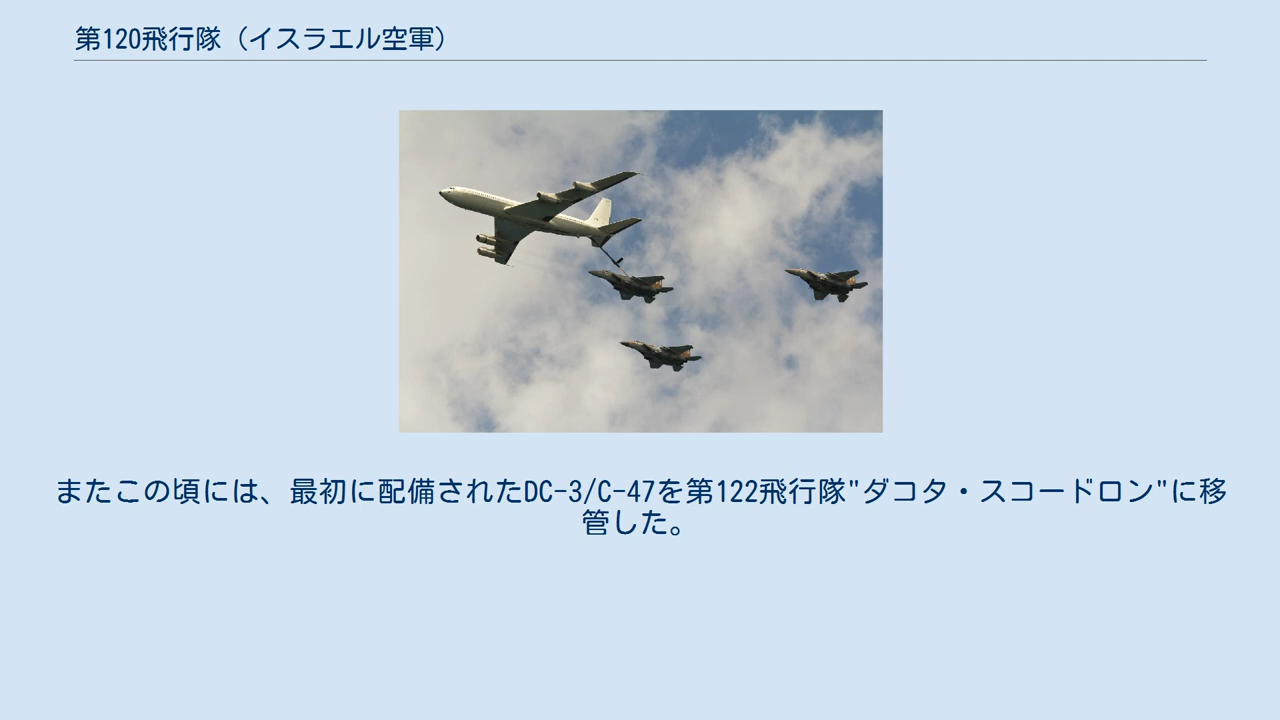 第120飛行隊（イスラエル空軍）
またこの頃には、最初に配備されたDC-3/C-47を第122飛行隊"ダコタ・スコードロン"に移
管した。